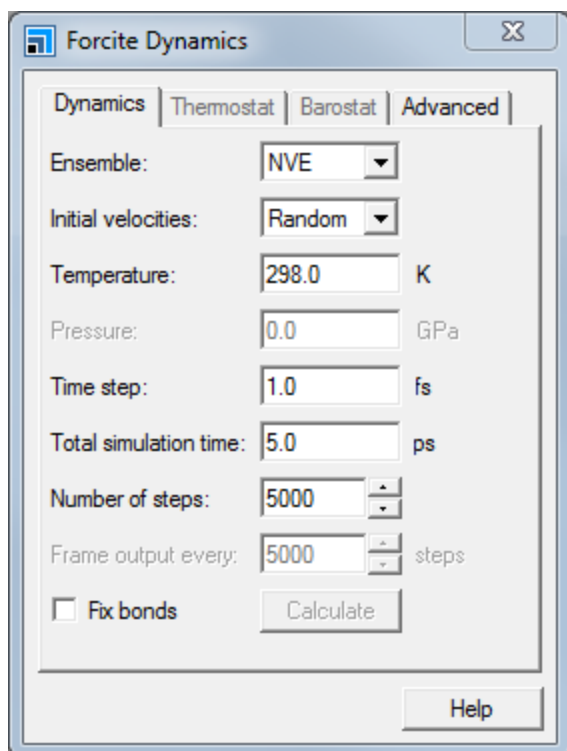 Forcite Dynamics
Dynamics Thermostat Barostat Advanced
Ensemble: NVE
Initial velocities: Random
Temperature: 298.0 K
Pressure: 0.0 GPa
Time step: 1.0 fs
Total simulation time: 5.0 ps
Number of steps: 5000
Frame output every: 5000 steps
Fix bonds Calculate
Help